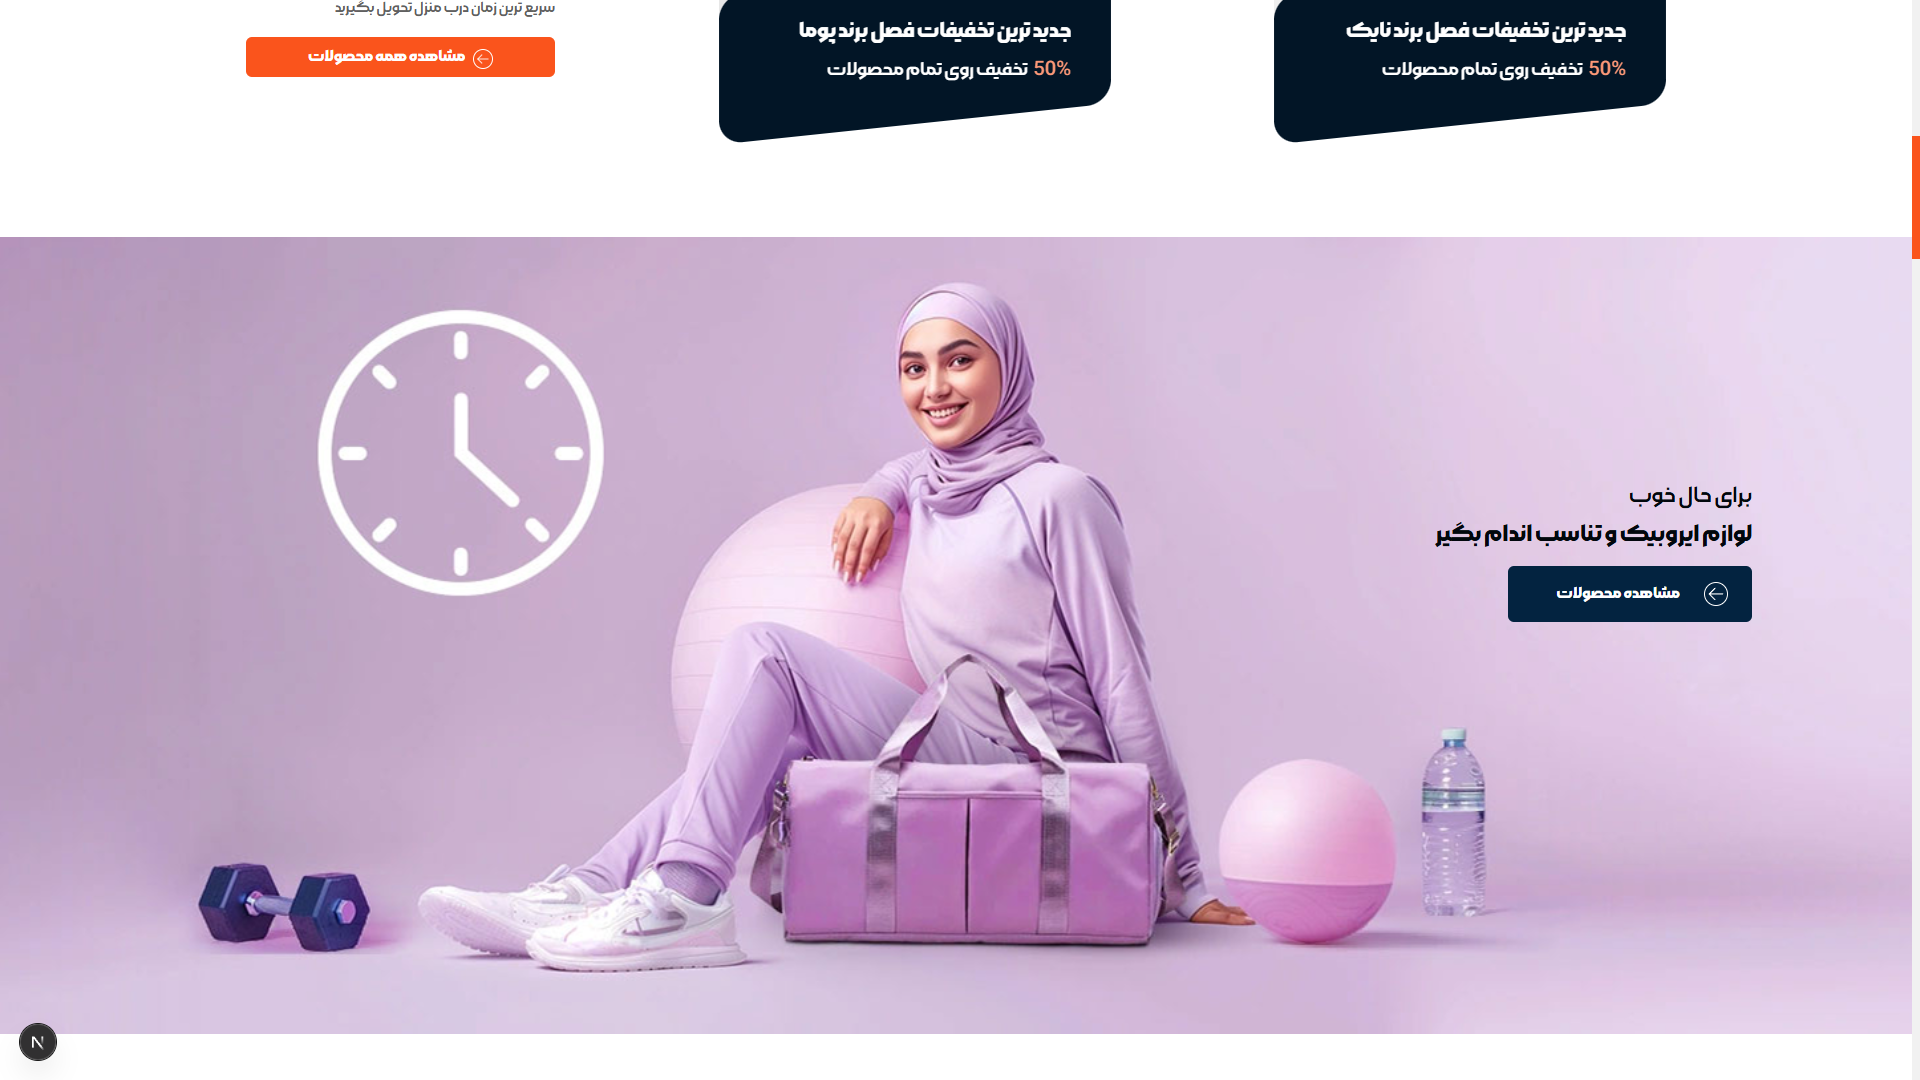 جدید ترین تخفیفات فصل برند نایک
50% تخفیف روی تمام محصولات
جدید ترین تخفیفات فصل برند پوما
50% تخفیف روی تمام محصولات
سریع ترین زمان درب منزل تحویل بگیرید
مشاهده همه محصولات
برای حال خوب
لوازم ایروبیک و تناسب اندام بگیر
مشاهده محصولات
N